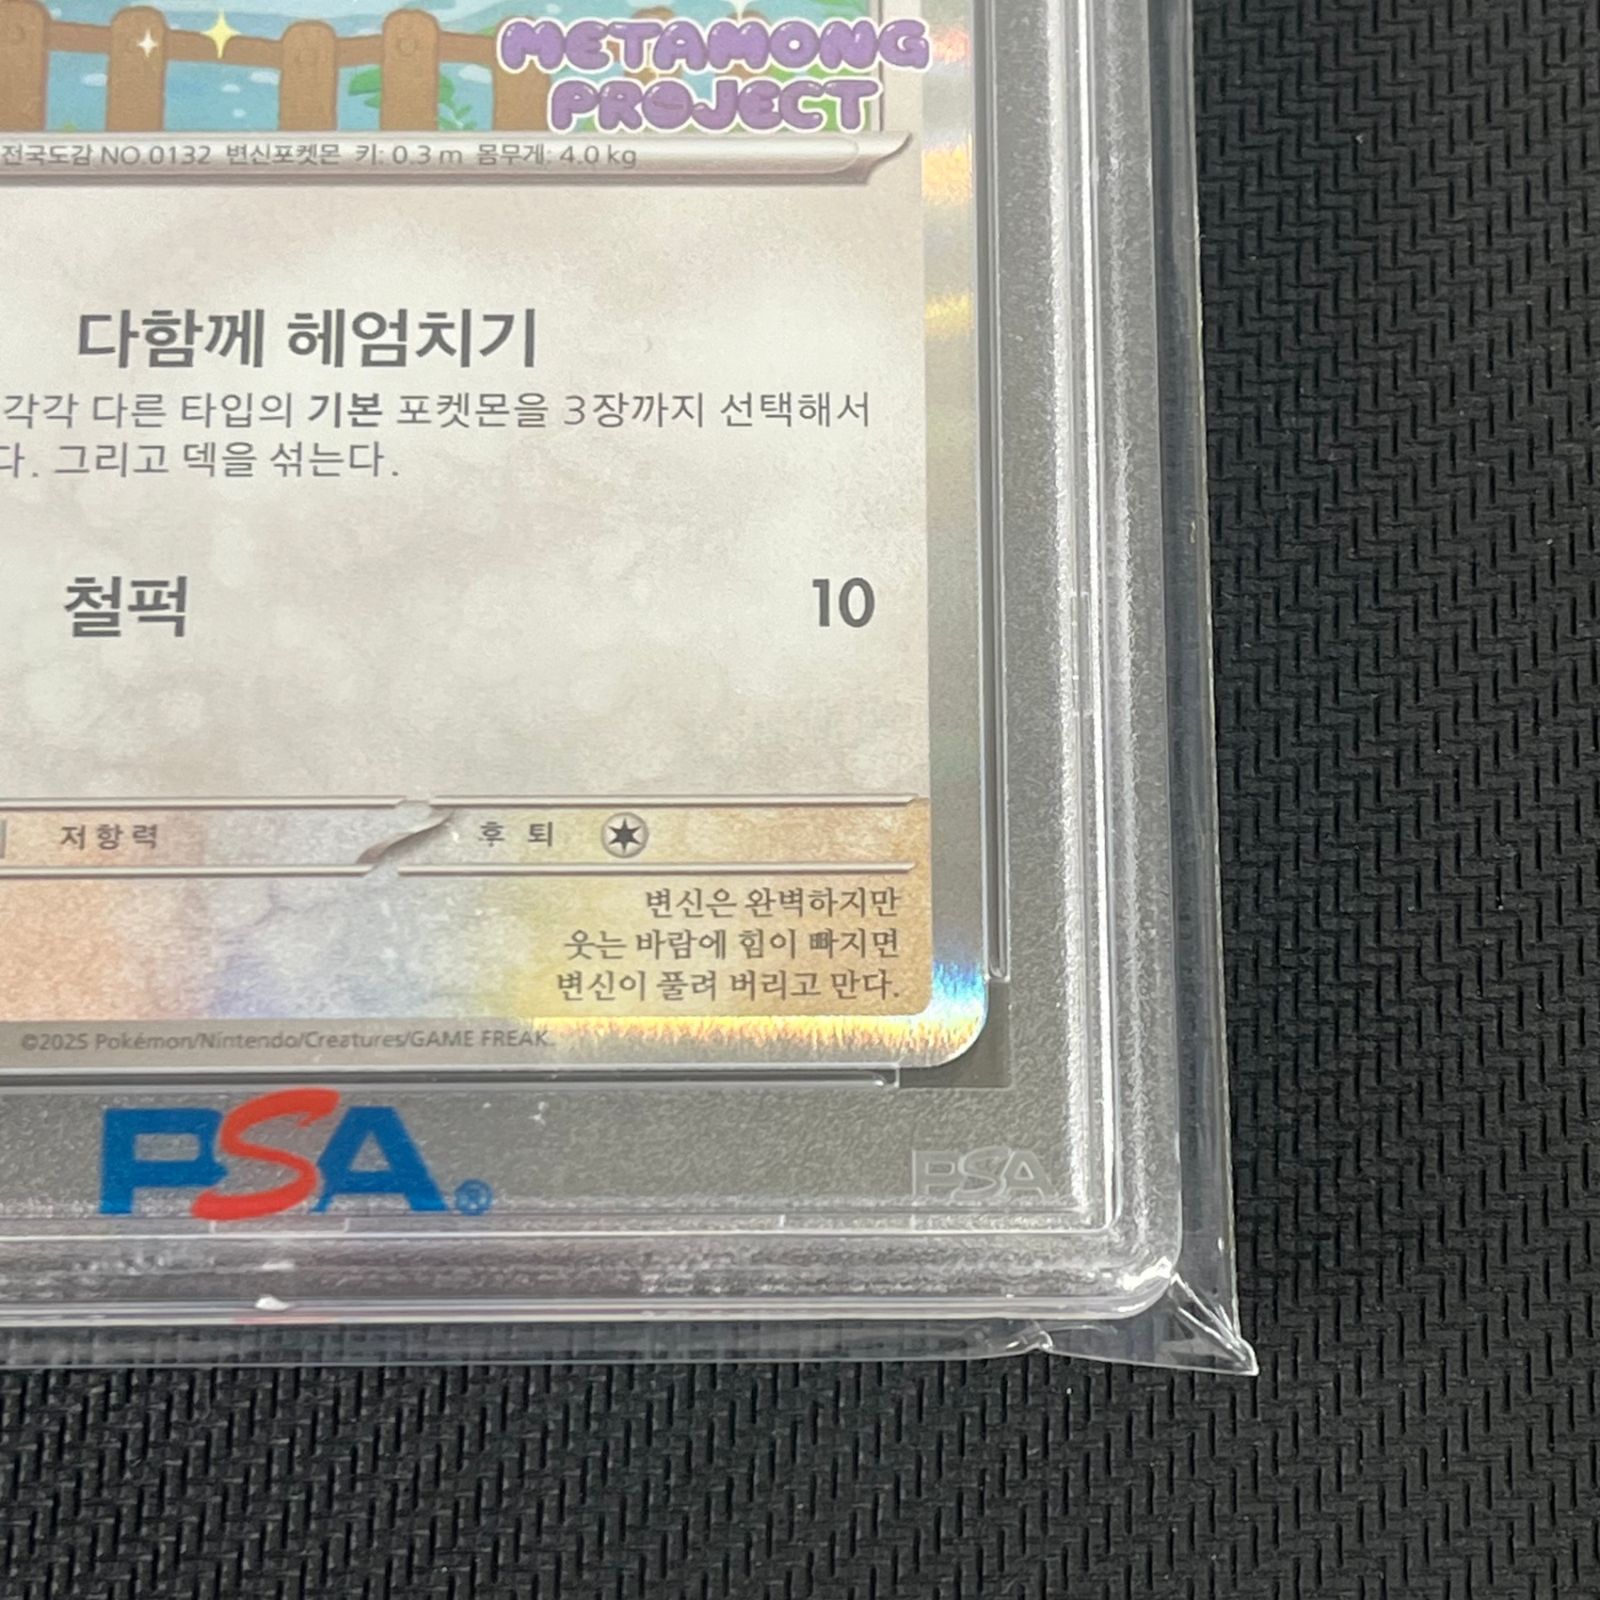 METAMONG
PROJECT
전국도감 NO.0132 변신포켓몬 키: 0.3 m 몸무게: 4.0 kg
다함께 헤엄치기
각각 다른 타입의 기본 포켓몬을 3장까지 선택해서
다. 그리고 덱을 섞는다.
철퍽 10
저항력 후퇴
변신은 완벽하지만
웃는 바람에 힘이 빠지면
변신이 풀려 버리고 만다.
©2025 Pokémon/Nintendo/Creatures/GAME FREAK.
PSA®
PSA